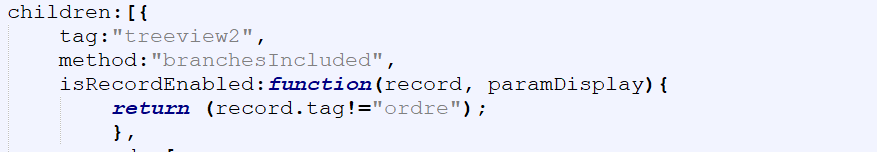 children:[{
tag:"treeview2",
method:"branchesIncluded",
isRecordEnabled:function(record, paramDisplay){
return (record.tag!="ordre");
},